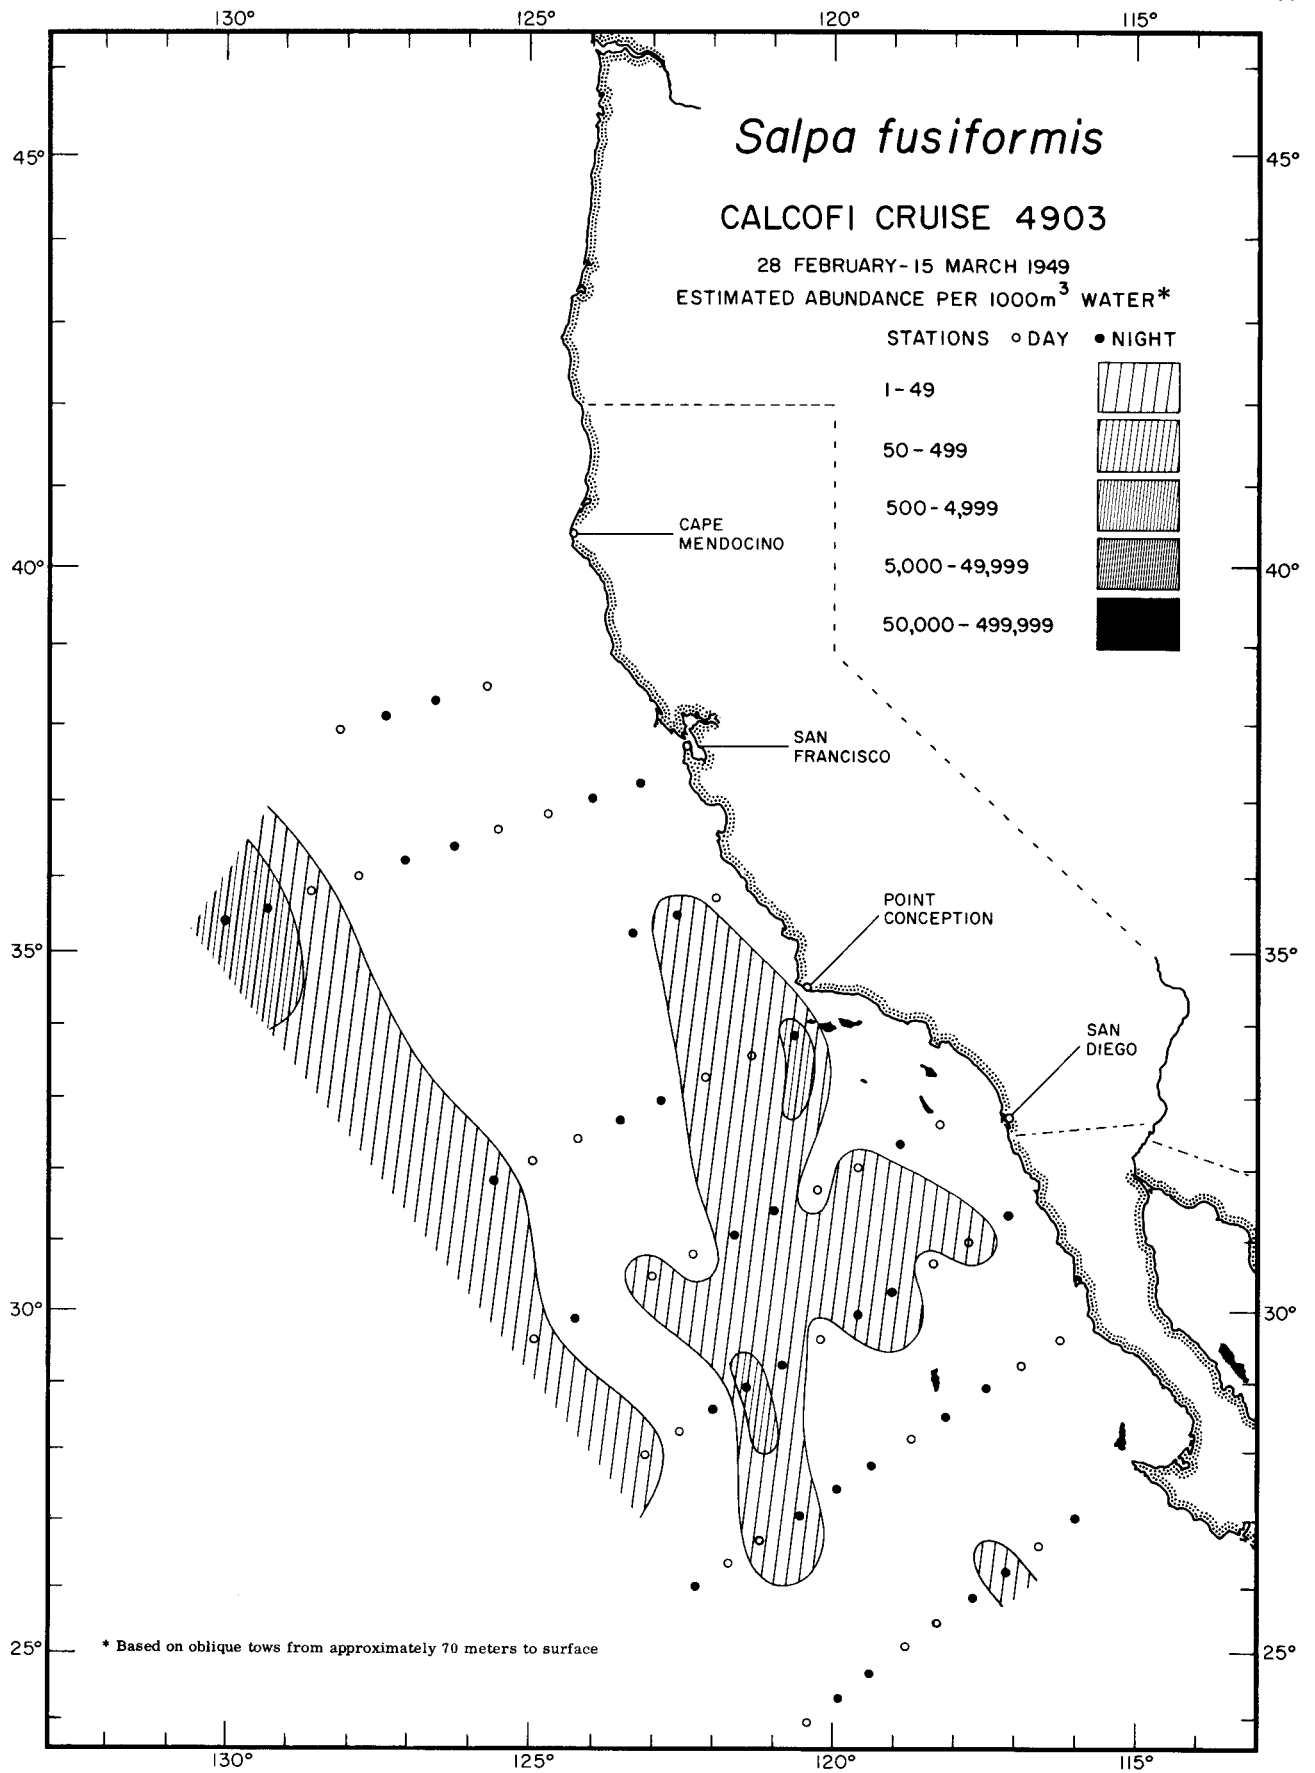 130° 125° 120° 115°
Salpa fusiformis
45° 45°
CALCOFI CRUISE 4903
28 FEBRUARY-15 MARCH 1949
ESTIMATED ABUNDANCE PER 1000m³ WATER*
STATIONS DAY NIGHT
1-49
50-499
500-4,999
CAPE
MENDOCINO
5,000-49,999
40° 40°
50,000-499,999
SAN
FRANCISCO
POINT
CONCEPTION
35° 35°
SAN
DIEGO
30° 30°
25° 25°
* Based on oblique tows from approximately 70 meters to surface
130° 125° 120° 115°